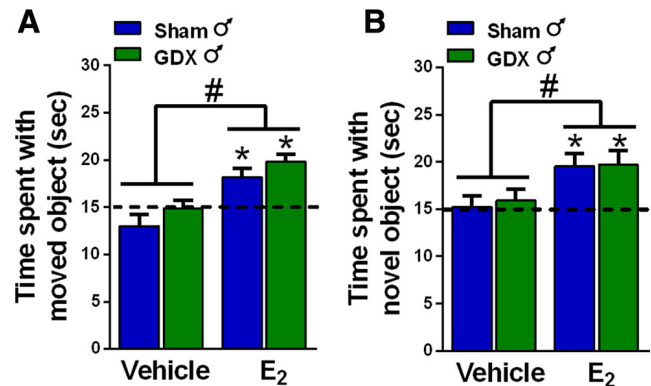 A
Sham ♂
GDX ♂
Time spent with
moved object (sec)
30
25
20
15
10
5
0
#
*
*
Vehicle
E₂
B
Sham ♂
GDX ♂
Time spent with
novel object (sec)
30
25
20
15
10
5
0
#
*
*
Vehicle
E₂